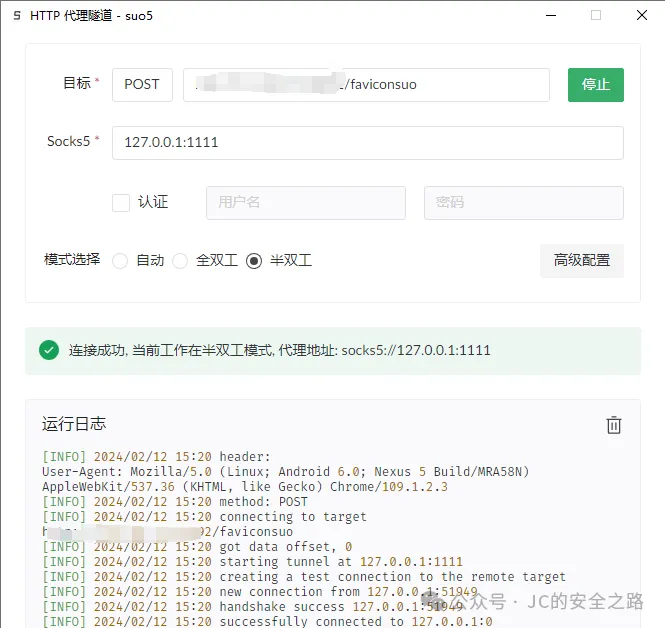 HTTP 代理隧道 - suo5
目标 * POST /faviconsuo 停止
Socks5 * 127.0.0.1:1111
认证 用户名 密码
模式选择 自动 全双工 半双工 高级配置
连接成功, 当前工作在半双工模式, 代理地址: socks5://127.0.0.1:1111
运行日志
[INFO] 2024/02/12 15:20 header:
User-Agent: Mozilla/5.0 (Linux; Android 6.0; Nexus 5 Build/MRA58N)
AppleWebKit/537.36 (KHTML, like Gecko) Chrome/109.1.2.3
[INFO] 2024/02/12 15:20 method: POST
[INFO] 2024/02/12 15:20 connecting to target
92/faviconsuo
[INFO] 2024/02/12 15:20 got data offset, 0
[INFO] 2024/02/12 15:20 starting tunnel at 127.0.0.1:1111
[INFO] 2024/02/12 15:20 creating a test connection to the remote target
[INFO] 2024/02/12 15:20 new connection from 127.0.0.1:51949
[INFO] 2024/02/12 15:20 handshake success 127.0.0.1:51949
[INFO] 2024/02/12 15:20 successfully connected to 127.0.0.1:0
公众号 · JC的安全之路